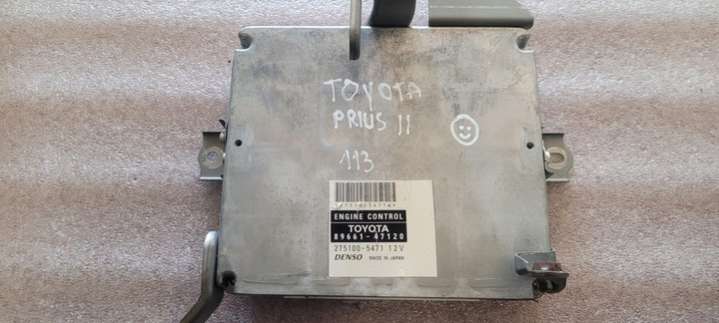 TOYOTA
PRIUS II
113
ENGINE CONTROL
TOYOTA
89661-47120
275100-5471 12V
DENSO MADE IN JAPAN